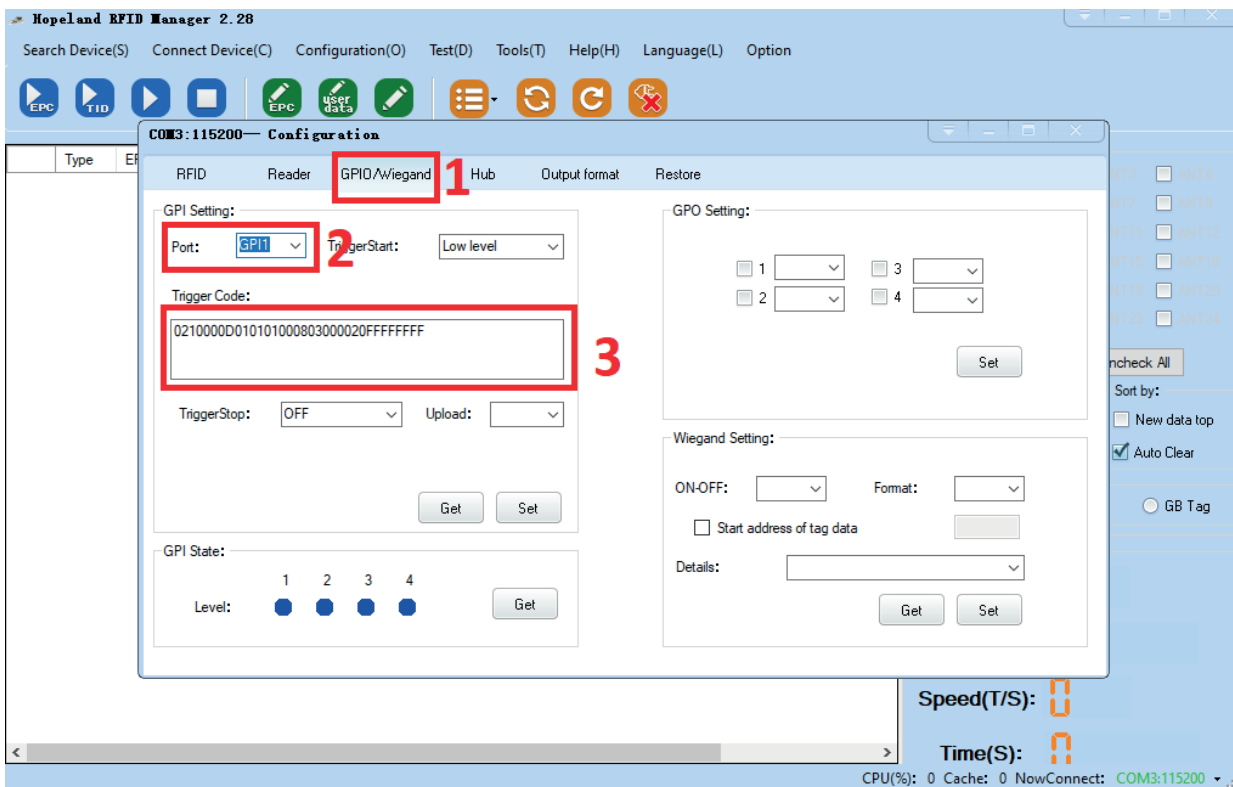 Hopeland RFID Manager 2.28
Search Device(S) Connect Device(C) Configuration(O) Test(D) Tools(T) Help(H) Language(L) Option
EPC TID EPC user data
COM3:115200— Configuration
Type
RFID Reader GPIO/Wiegand 1 Hub Output format Restore
GPI Setting:
Port: GPI1 2 TriggerStart: Low level
Trigger Code:
0210000D010101000803000020FFFFFFFF
3
TriggerStop: OFF Upload:
Get Set
GPI State:
1 2 3 4
Level:
Get
GPO Setting:
1 3
2 4
Set
Wiegand Setting:
ON-OFF: Format:
Start address of tag data
Details:
Get Set
ncheck All
Sort by:
New data top
Auto Clear
GB Tag
Speed(T/S): 0
Time(S):
CPU(%): 0 Cache: 0 NowConnect: COM3:115200